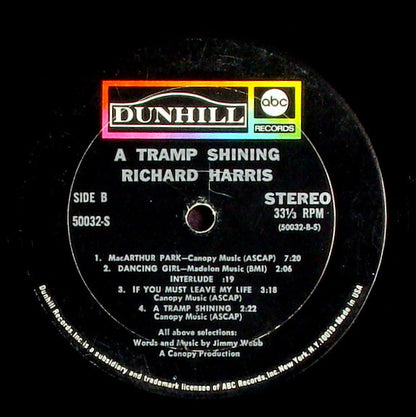 DUNHILL
abc
RECORDS
A TRAMP SHINING
RICHARD HARRIS
SIDE B
STEREO
50032-S
33⅓ RPM
(50032-B-S)
1. MacARTHUR PARK—Canopy Music (ASCAP) 7:20
2. DANCING GIRL—Madelon Music (BMI) 2:06
INTERLUDE :19
3. IF YOU MUST LEAVE MY LIFE 3:18
Canopy Music (ASCAP)
4. A TRAMP SHINING 2:22
Canopy Music (ASCAP)
All above selections:
Words and Music by Jimmy Webb
A Canopy Production
Dunhill Records, Inc. is a subsidiary and trademark licensee of ABC Records, Inc. New York, N.Y. 10019 • Made in USA